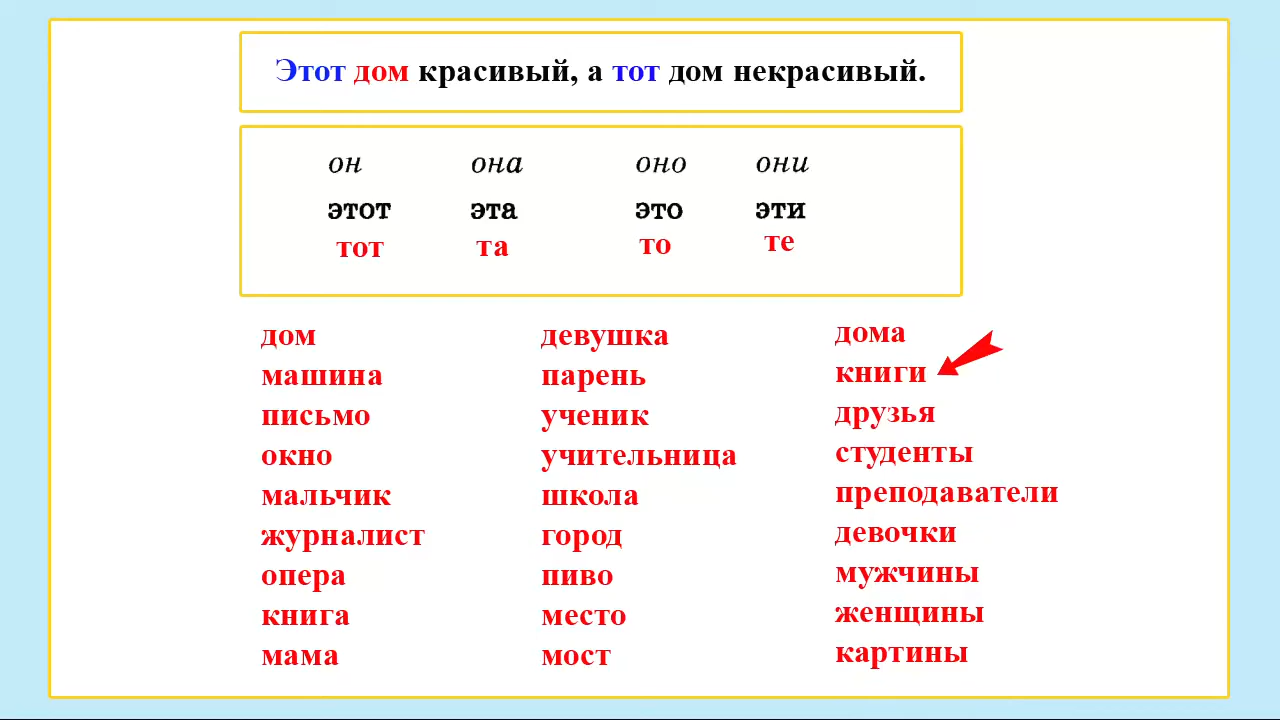 Этот дом красивый, а тот дом некрасивый.
он она оно они
этот эта это эти
тот та то те
дом
машина
письмо
окно
мальчик
журналист
опера
книга
мама
девушка
парень
ученик
учительница
школа
город
пиво
место
мост
дома
книги
друзья
студенты
преподаватели
девочки
мужчины
женщины
картины